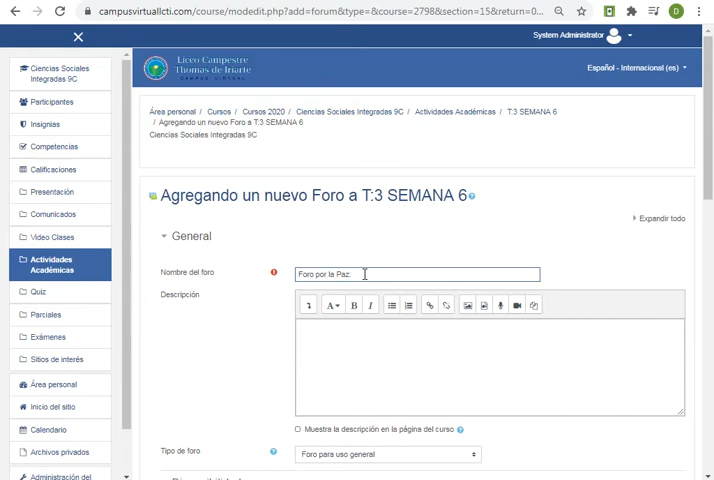 campusvirtuallcti.com/course/modedit.php?add=forum&type=&course=2798&section=15&return=0...
D
System Administrator
Liceo Campestre
Thomas de Iriarte
CAMPUS VIRTUAL
Español - Internacional (es)
Ciencias Sociales
Integradas 9C
Participantes
Insignias
Competencias
Calificaciones
Presentación
Comunicados
Video Clases
Actividades
Académicas
Quiz
Parciales
Exámenes
Sitios de interés
Área personal
Inicio del sitio
Calendario
Archivos privados
Administración del
Área personal / Cursos / Cursos 2020 / Ciencias Sociales Integradas 9C / Actividades Académicas / T:3 SEMANA 6
/ Agregando un nuevo Foro a T:3 SEMANA 6
Ciencias Sociales Integradas 9C
Agregando un nuevo Foro a T:3 SEMANA 6
Expandir todo
General
Nombre del foro
Foro por la Paz:
Descripción
A B I
Muestra la descripción en la página del curso
Tipo de foro
Foro para uso general